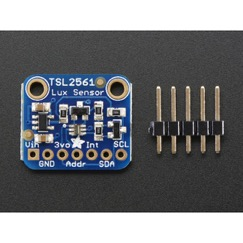 TSL2561
Lux Sensor
Vin 3vo Int SCL
GND Addr SDA